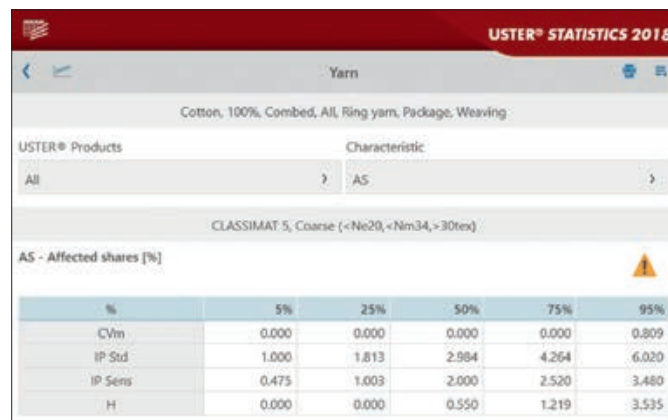 USTER® STATISTICS 2018
Yarn
Cotton, 100%, Combed, All, Ring yarn, Package, Weaving
USTER® Products Characteristic
All AS
CLASSIMAT 5, Coarse (<Ne20,<Nm34,>30tex)
AS - Affected shares [%]
% 5% 25% 50% 75% 95%
CVm 0.000 0.000 0.000 0.000 0.809
IP Std 1.000 1.813 2.984 4.264 6.020
IP Sens 0.475 1.003 2.000 2.520 3.480
H 0.000 0.000 0.550 1.219 3.535